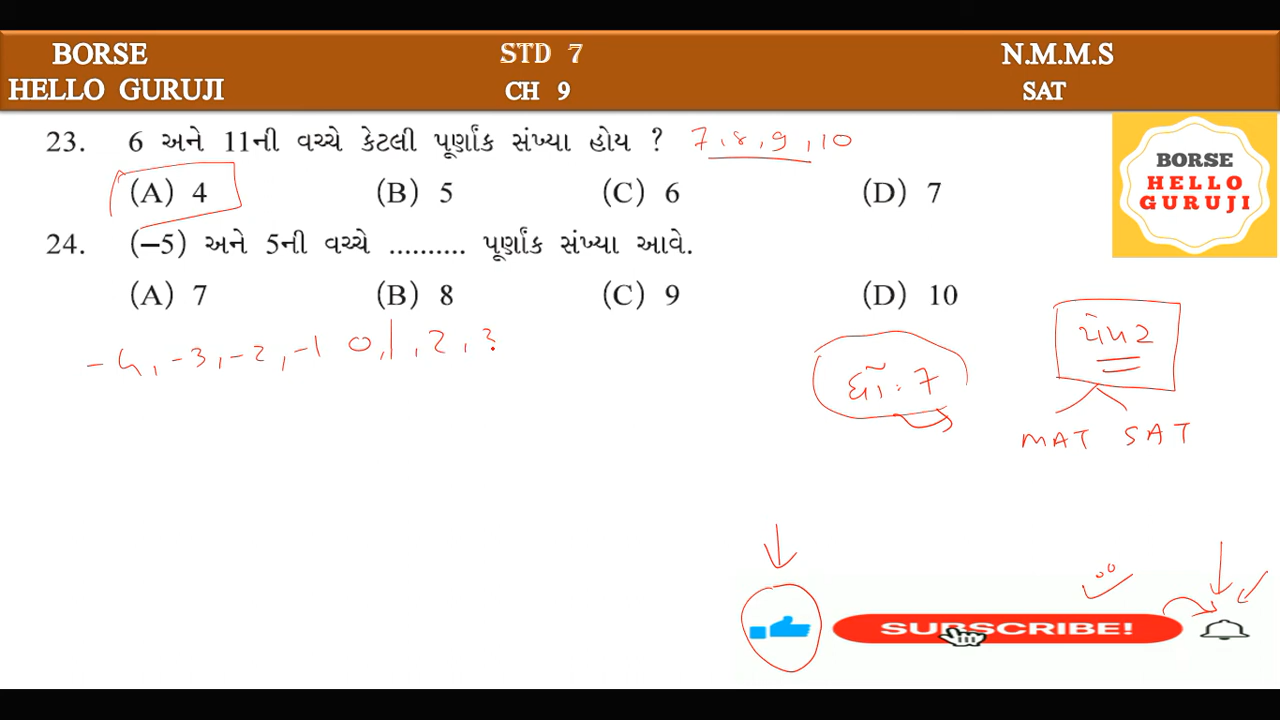 BORSE STD 7 N.M.M.S
HELLO GURUJI CH 9 SAT
23. 6 અને 11ની વચ્ચે કેટલી પૂર્ણાંક સંખ્યા હોય ? 7, 8, 9, 10
(A) 4 (B) 5 (C) 6 (D) 7
BORSE
HELLO
GURUJI
24. (–5) અને 5ની વચ્ચે .......... પૂર્ણાંક સંખ્યા આવે.
(A) 7 (B) 8 (C) 9 (D) 10
-૫, -3, -2, -1 0, 1, 2, 3
ધો: 7
MAT SAT
SUBSCRIBE!